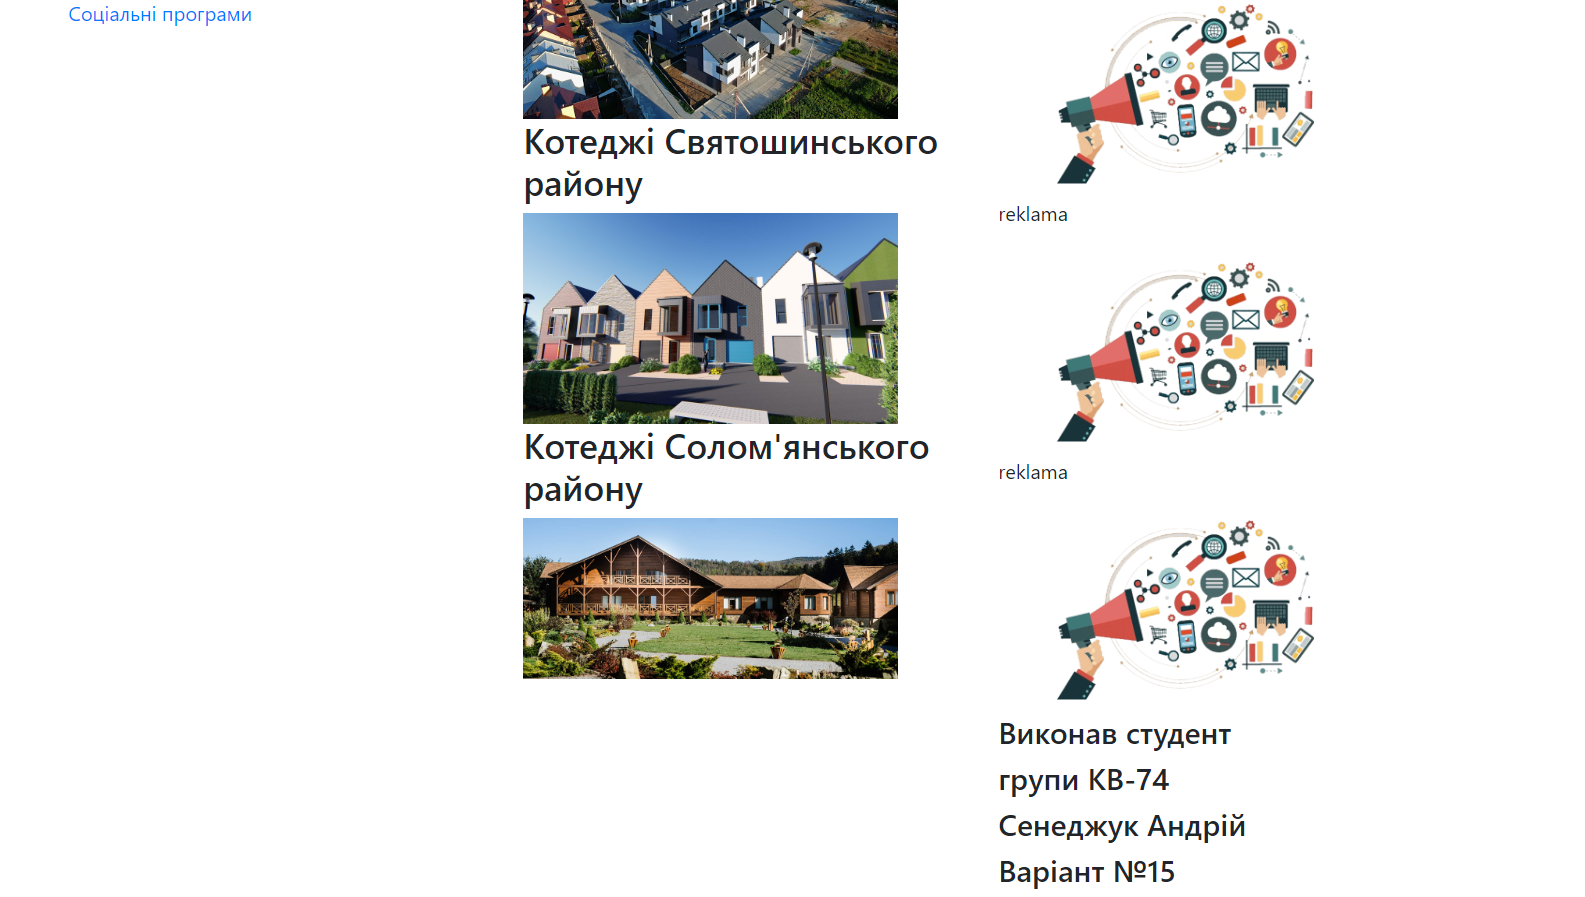 Соціальні програми
Котеджі Святошинського
району
Котеджі Солом'янського
району
reklama
reklama
Виконав студент
групи КВ-74
Сенеджук Андрій
Варіант №15